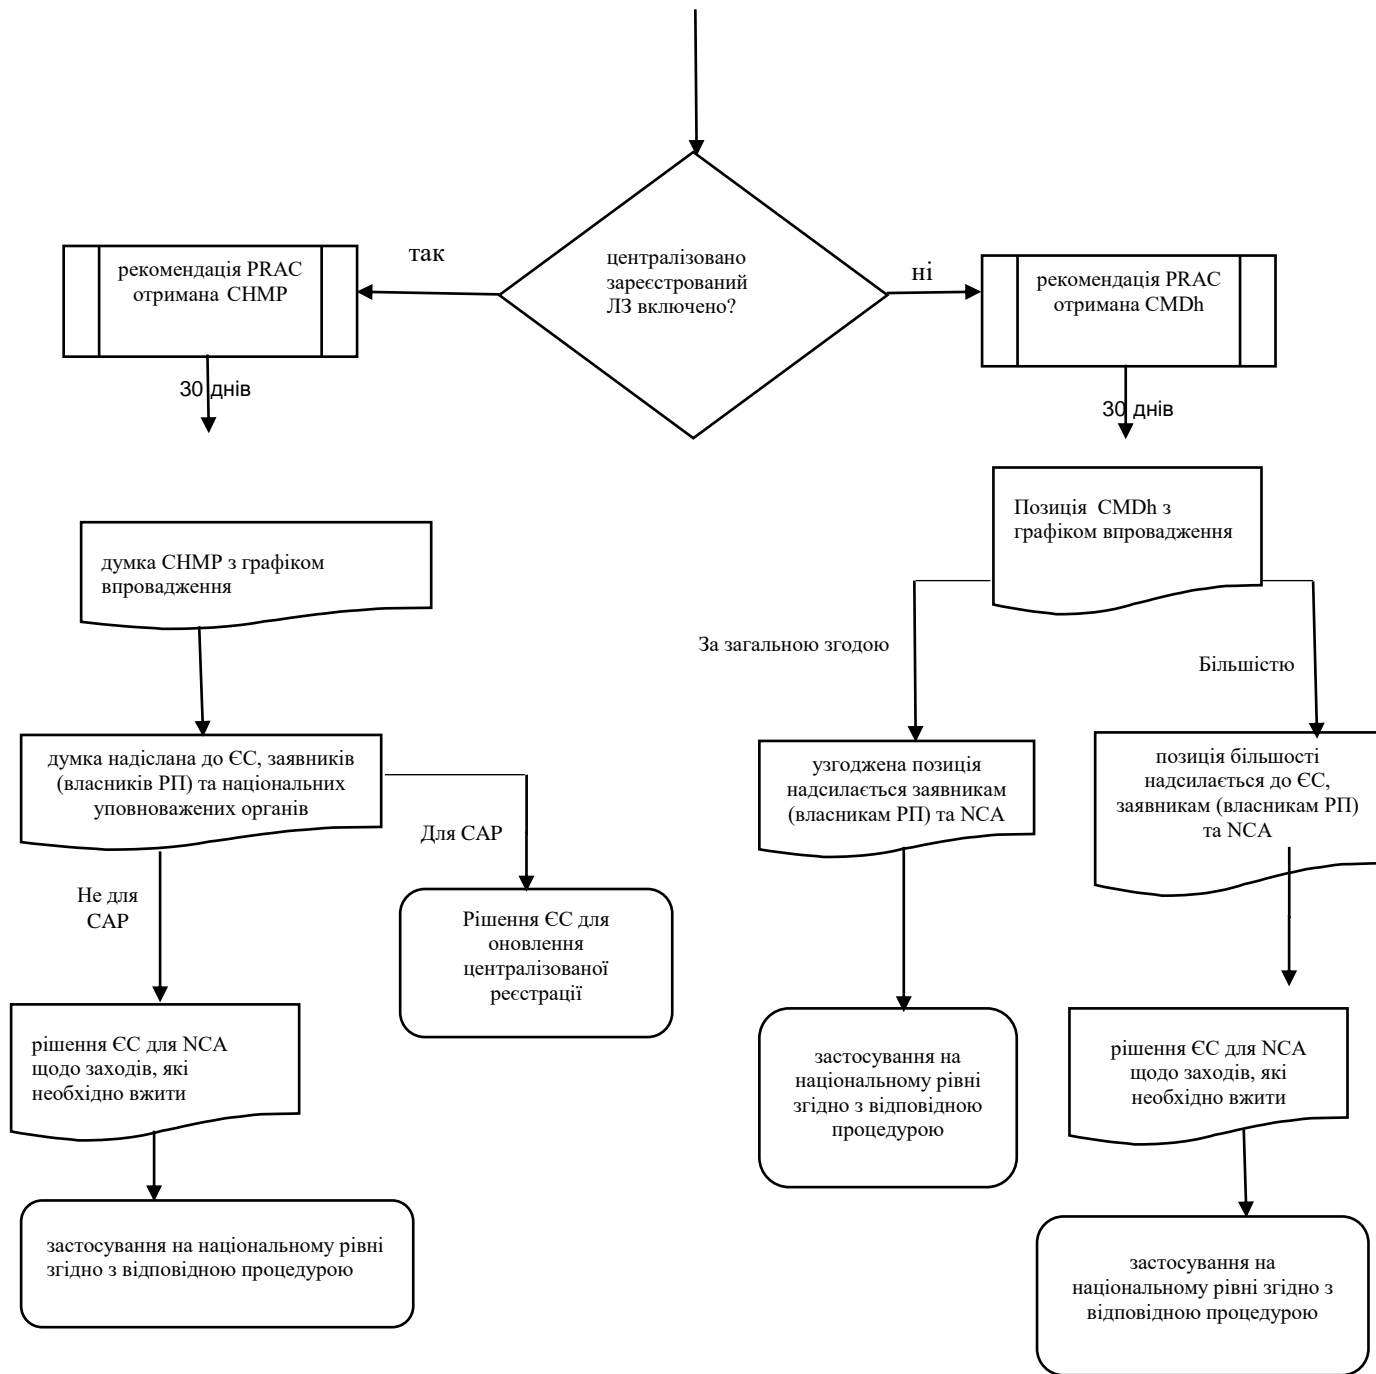 так
централізовано
зареєстрований
ЛЗ включено?
ні
рекомендація PRAC
отримана CHMP
рекомендація PRAC
отримана CMDh
30 днів
30 днів
Позиція CMDh з
графіком впровадження
думка CHMP з графіком
впровадження
За загальною згодою
Більшістю
думка надіслана до ЄС, заявників
(власників РП) та національних
уповноважених органів
узгоджена позиція
надсилається заявникам
(власникам РП) та NCA
позиція більшості
надсилається до ЄС,
заявникам (власникам РП)
та NCA
Для CAP
Не для
CAP
Рішення ЄС для
оновлення
централізованої
реєстрації
рішення ЄС для NCA
щодо заходів, які
необхідно вжити
застосування на
національному рівні
згідно з відповідною
процедурою
рішення ЄС для NCA
щодо заходів, які
необхідно вжити
застосування на національному рівні
згідно з відповідною процедурою
застосування на
національному рівні згідно з
відповідною процедурою